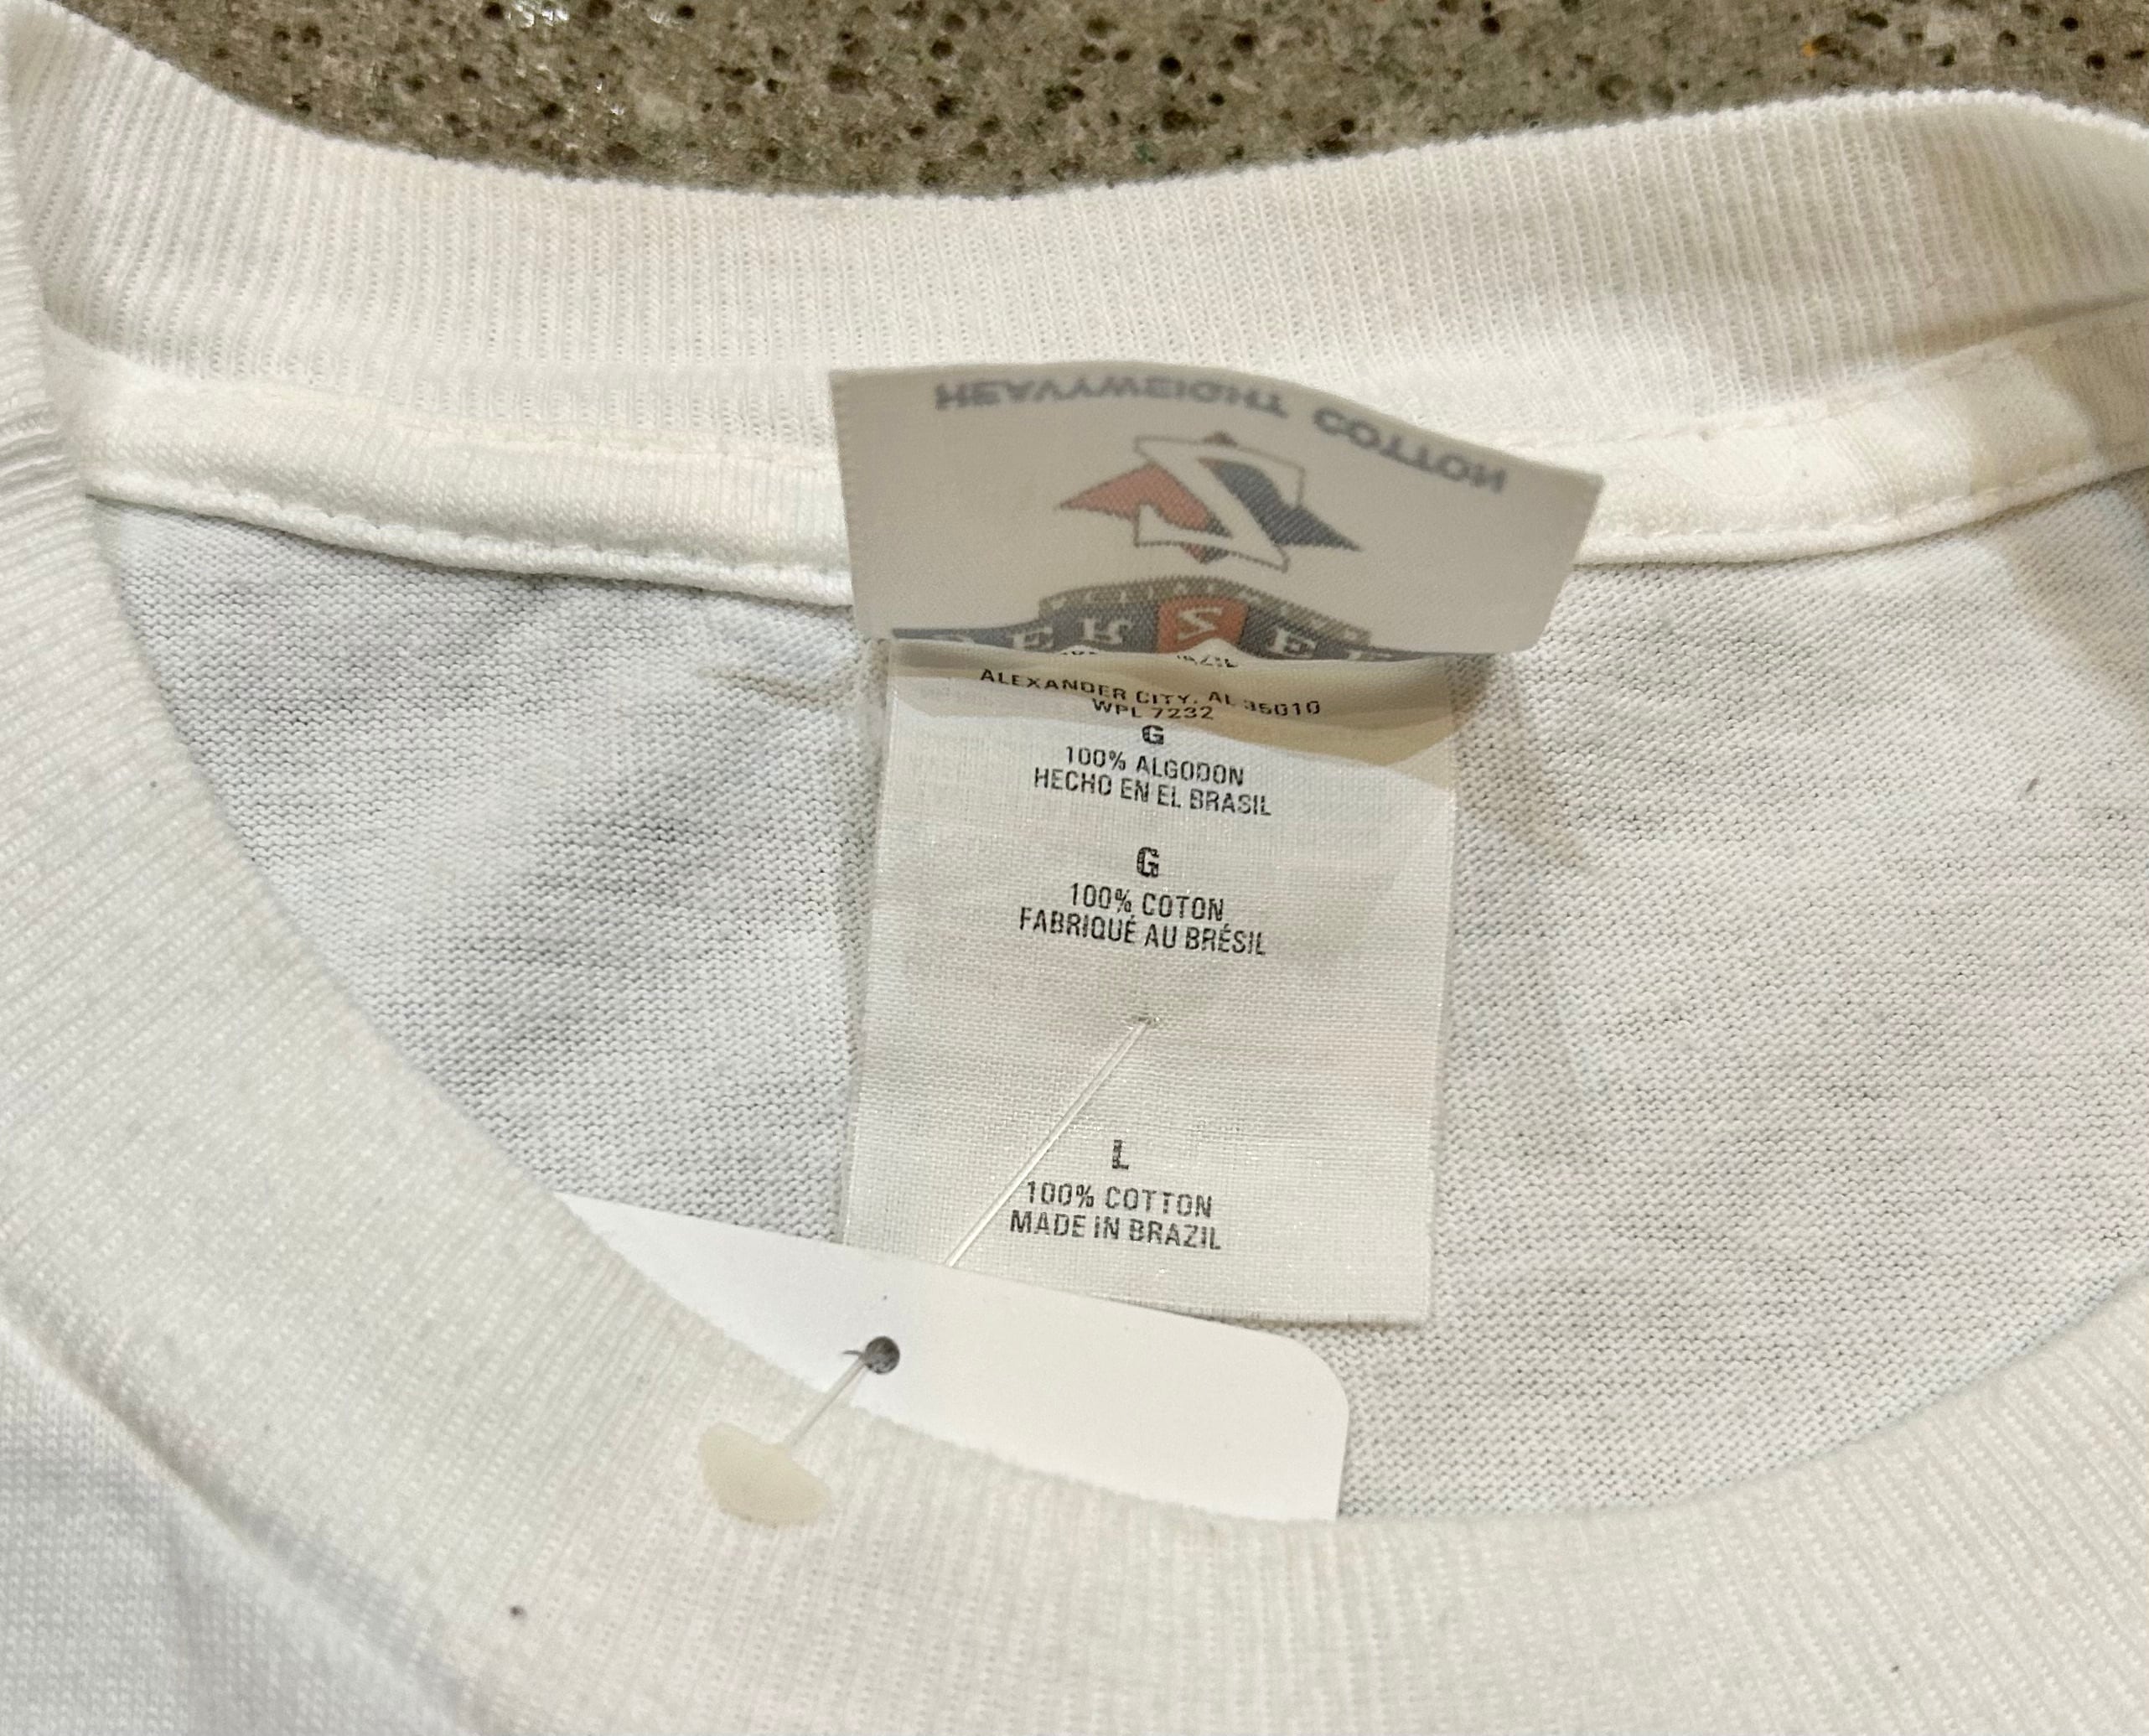 HEAVYWEIGHT COTTON
ALEXANDER CITY, AL 35010
WPL 7232
G
100% ALGODON
HECHO EN EL BRASIL
G
100% COTON
FABRIQUÉ AU BRÉSIL
L
100% COTTON
MADE IN BRAZIL